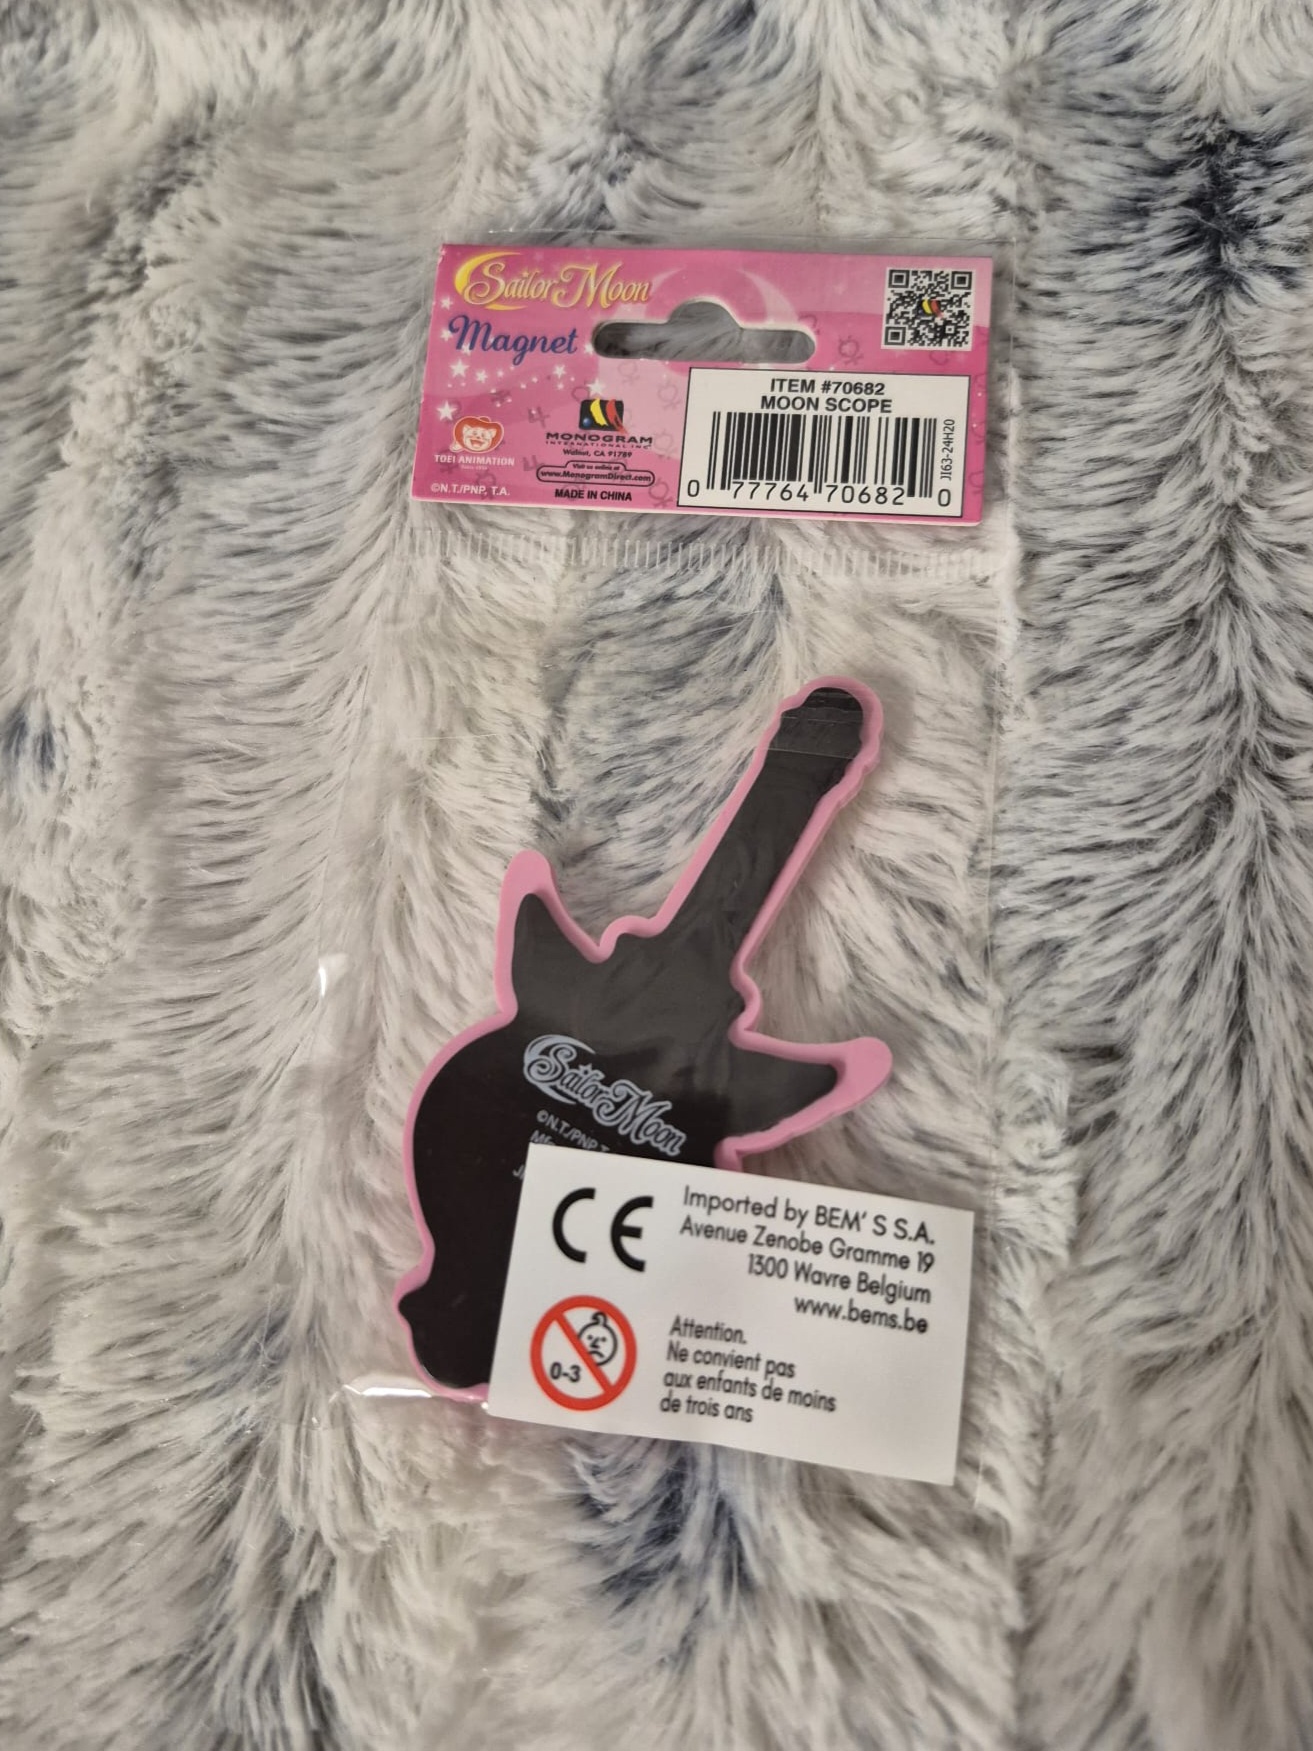 Sailor Moon
Magnet
ITEM #70682
MOON SCOPE
JI63-24H20
0 77764 70682 0
TOEI ANIMATION
©N.T./PNP, T.A.
MONOGRAM
INTERNATIONAL INC.
Walnut, CA 91789
Visit us online at
www.MonogramDirect.com
MADE IN CHINA
Sailor Moon
©N.T./PNP, T.
CE
Imported by BEM' S S.A.
Avenue Zenobe Gramme 19
1300 Wavre Belgium
www.bems.be
0-3
Attention.
Ne convient pas
aux enfants de moins
de trois ans